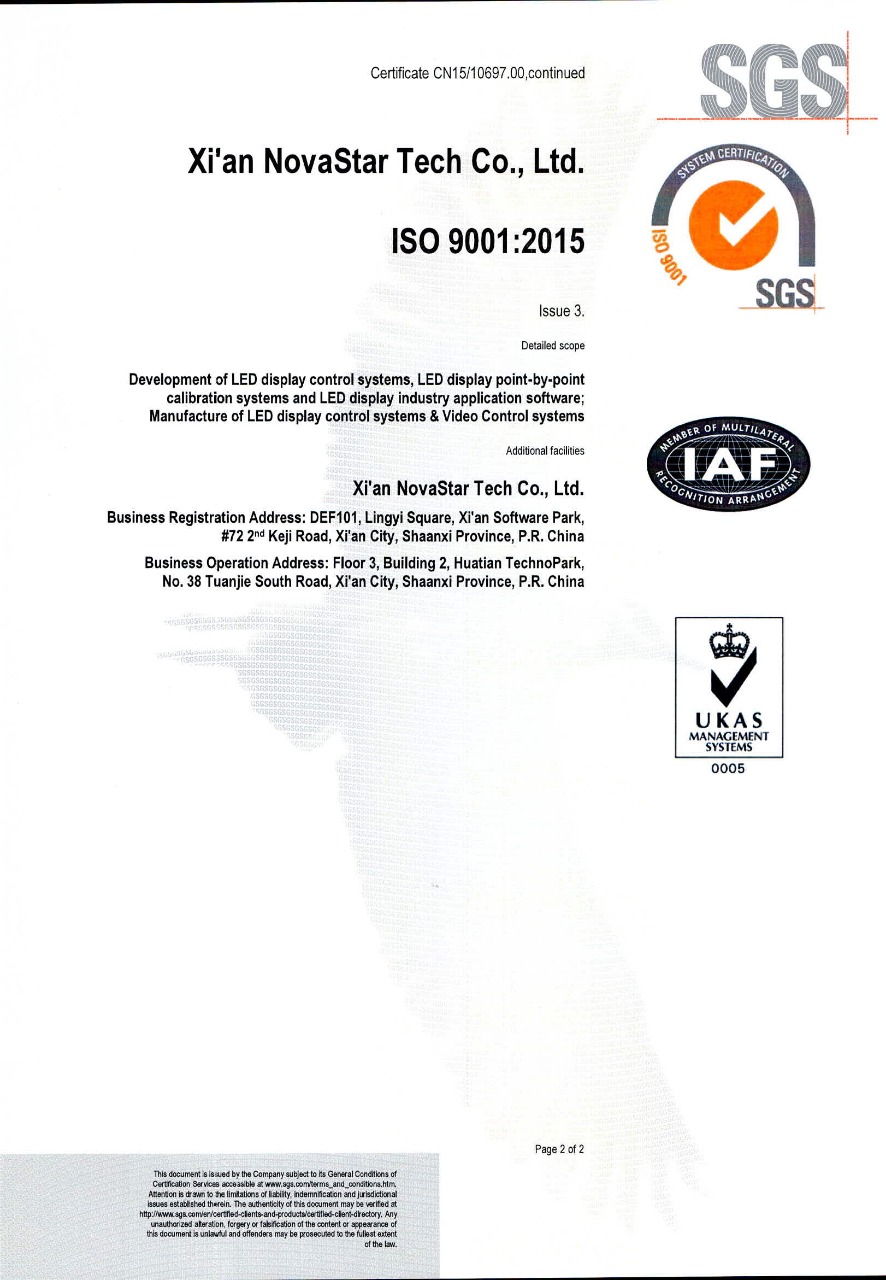 Certificate CN15/10697.00,continued
SGS
Xi'an NovaStar Tech Co., Ltd.
SYSTEM CERTIFICATION
ISO 9001
SGS
ISO 9001:2015
Issue 3.
Detailed scope
Development of LED display control systems, LED display point-by-point
calibration systems and LED display industry application software;
Manufacture of LED display control systems & Video Control systems
MEMBER OF MULTILATERAL
IAF
RECOGNITION ARRANGEMENT
Additional facilities
Xi'an NovaStar Tech Co., Ltd.
Business Registration Address: DEF101, Lingyi Square, Xi'an Software Park,
#72 2nd Keji Road, Xi'an City, Shaanxi Province, P.R. China
Business Operation Address: Floor 3, Building 2, Huatian TechnoPark,
No. 38 Tuanjie South Road, Xi'an City, Shaanxi Province, P.R. China
UKAS
MANAGEMENT
SYSTEMS
0005
Page 2 of 2
This document is issued by the Company subject to its General Conditions of
Certification Services accessible at www.sgs.com/terms_and_conditions.htm.
Attention is drawn to the limitations of liability, indemnification and jurisdictional
issues established therein. The authenticity of this document may be verified at
http://www.sgs.com/en/certified-clients-and-products/certified-client-directory. Any
unauthorized alteration, forgery or falsification of the content or appearance of
this document is unlawful and offenders may be prosecuted to the fullest extent
of the law.